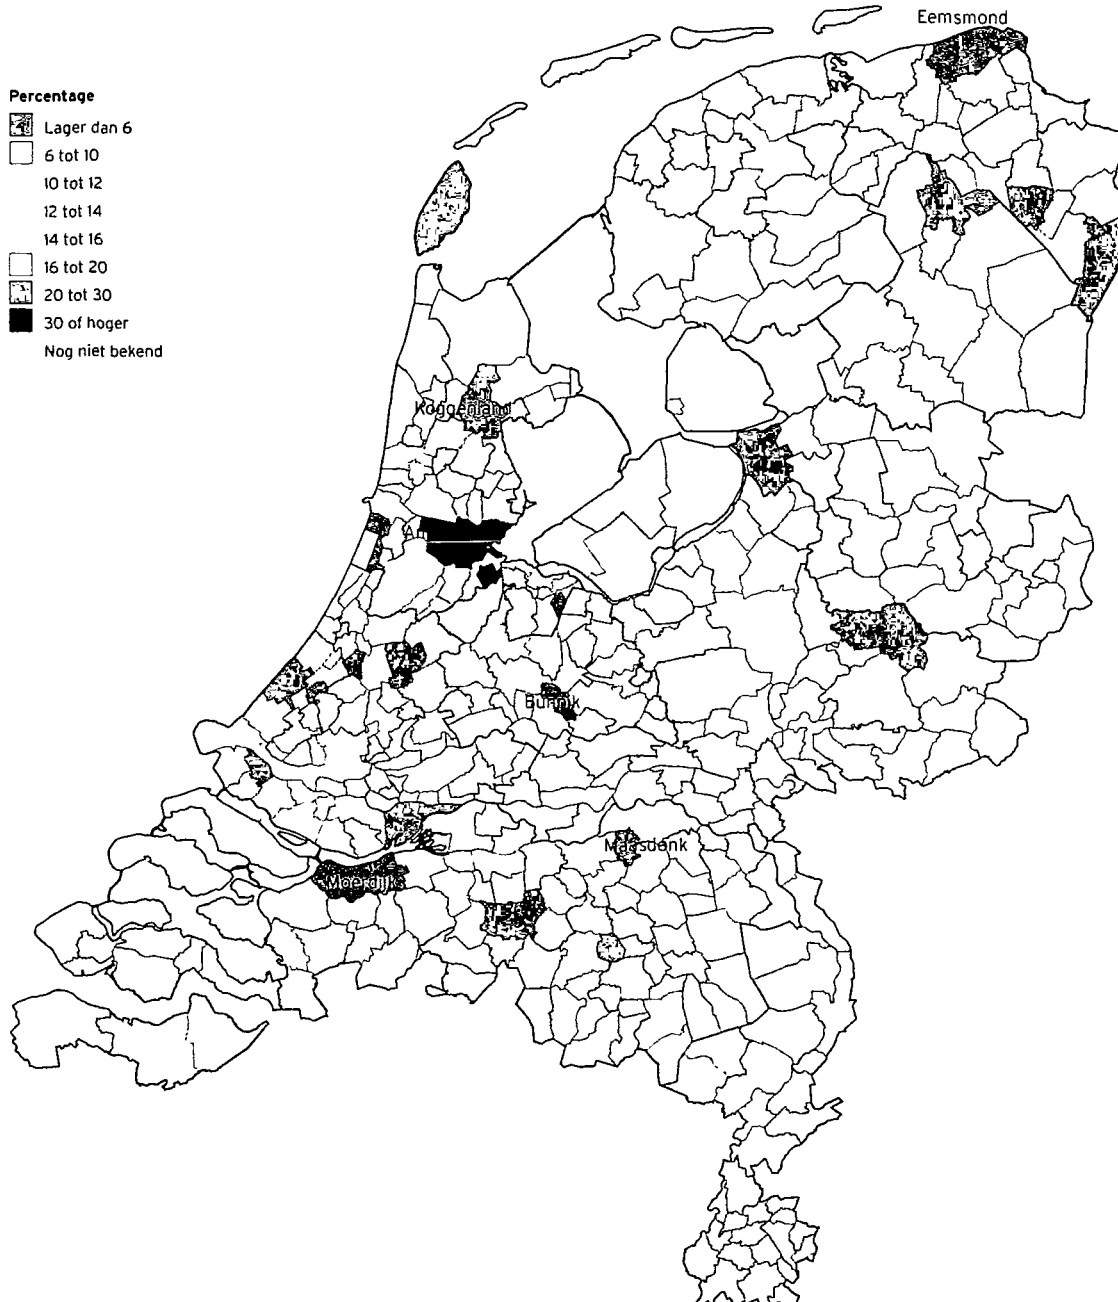 Eemsmond
Percentage
Lager dan 6
6 tot 10
10 tot 12
12 tot 14
14 tot 16
16 tot 20
20 tot 30
30 of hoger
Nog niet bekend
Koggenland
Bunnik
Maasdonk
Moerdijk